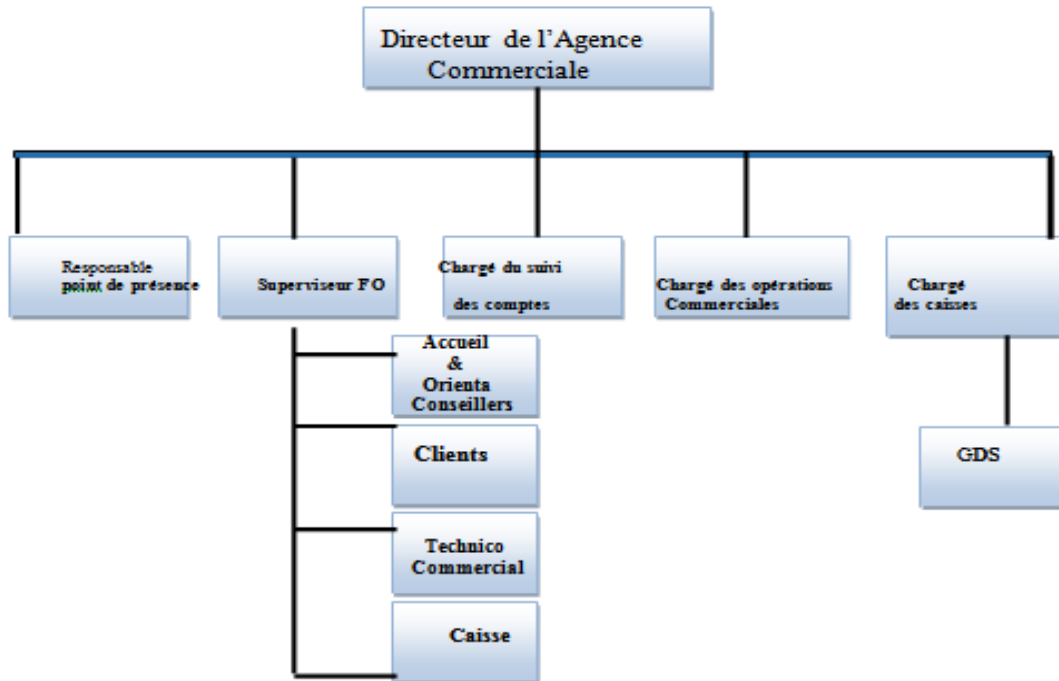 Directeur de l'Agence
Commerciale
Responsable
point de présence
Superviseur FO
Chargé du suivi
des comptes
Chargé des opérations
Commerciales
Chargé
des caisses
Accueil
&
Orienta
Conseillers
Clients
Technico
Commercial
Caisse
GDS